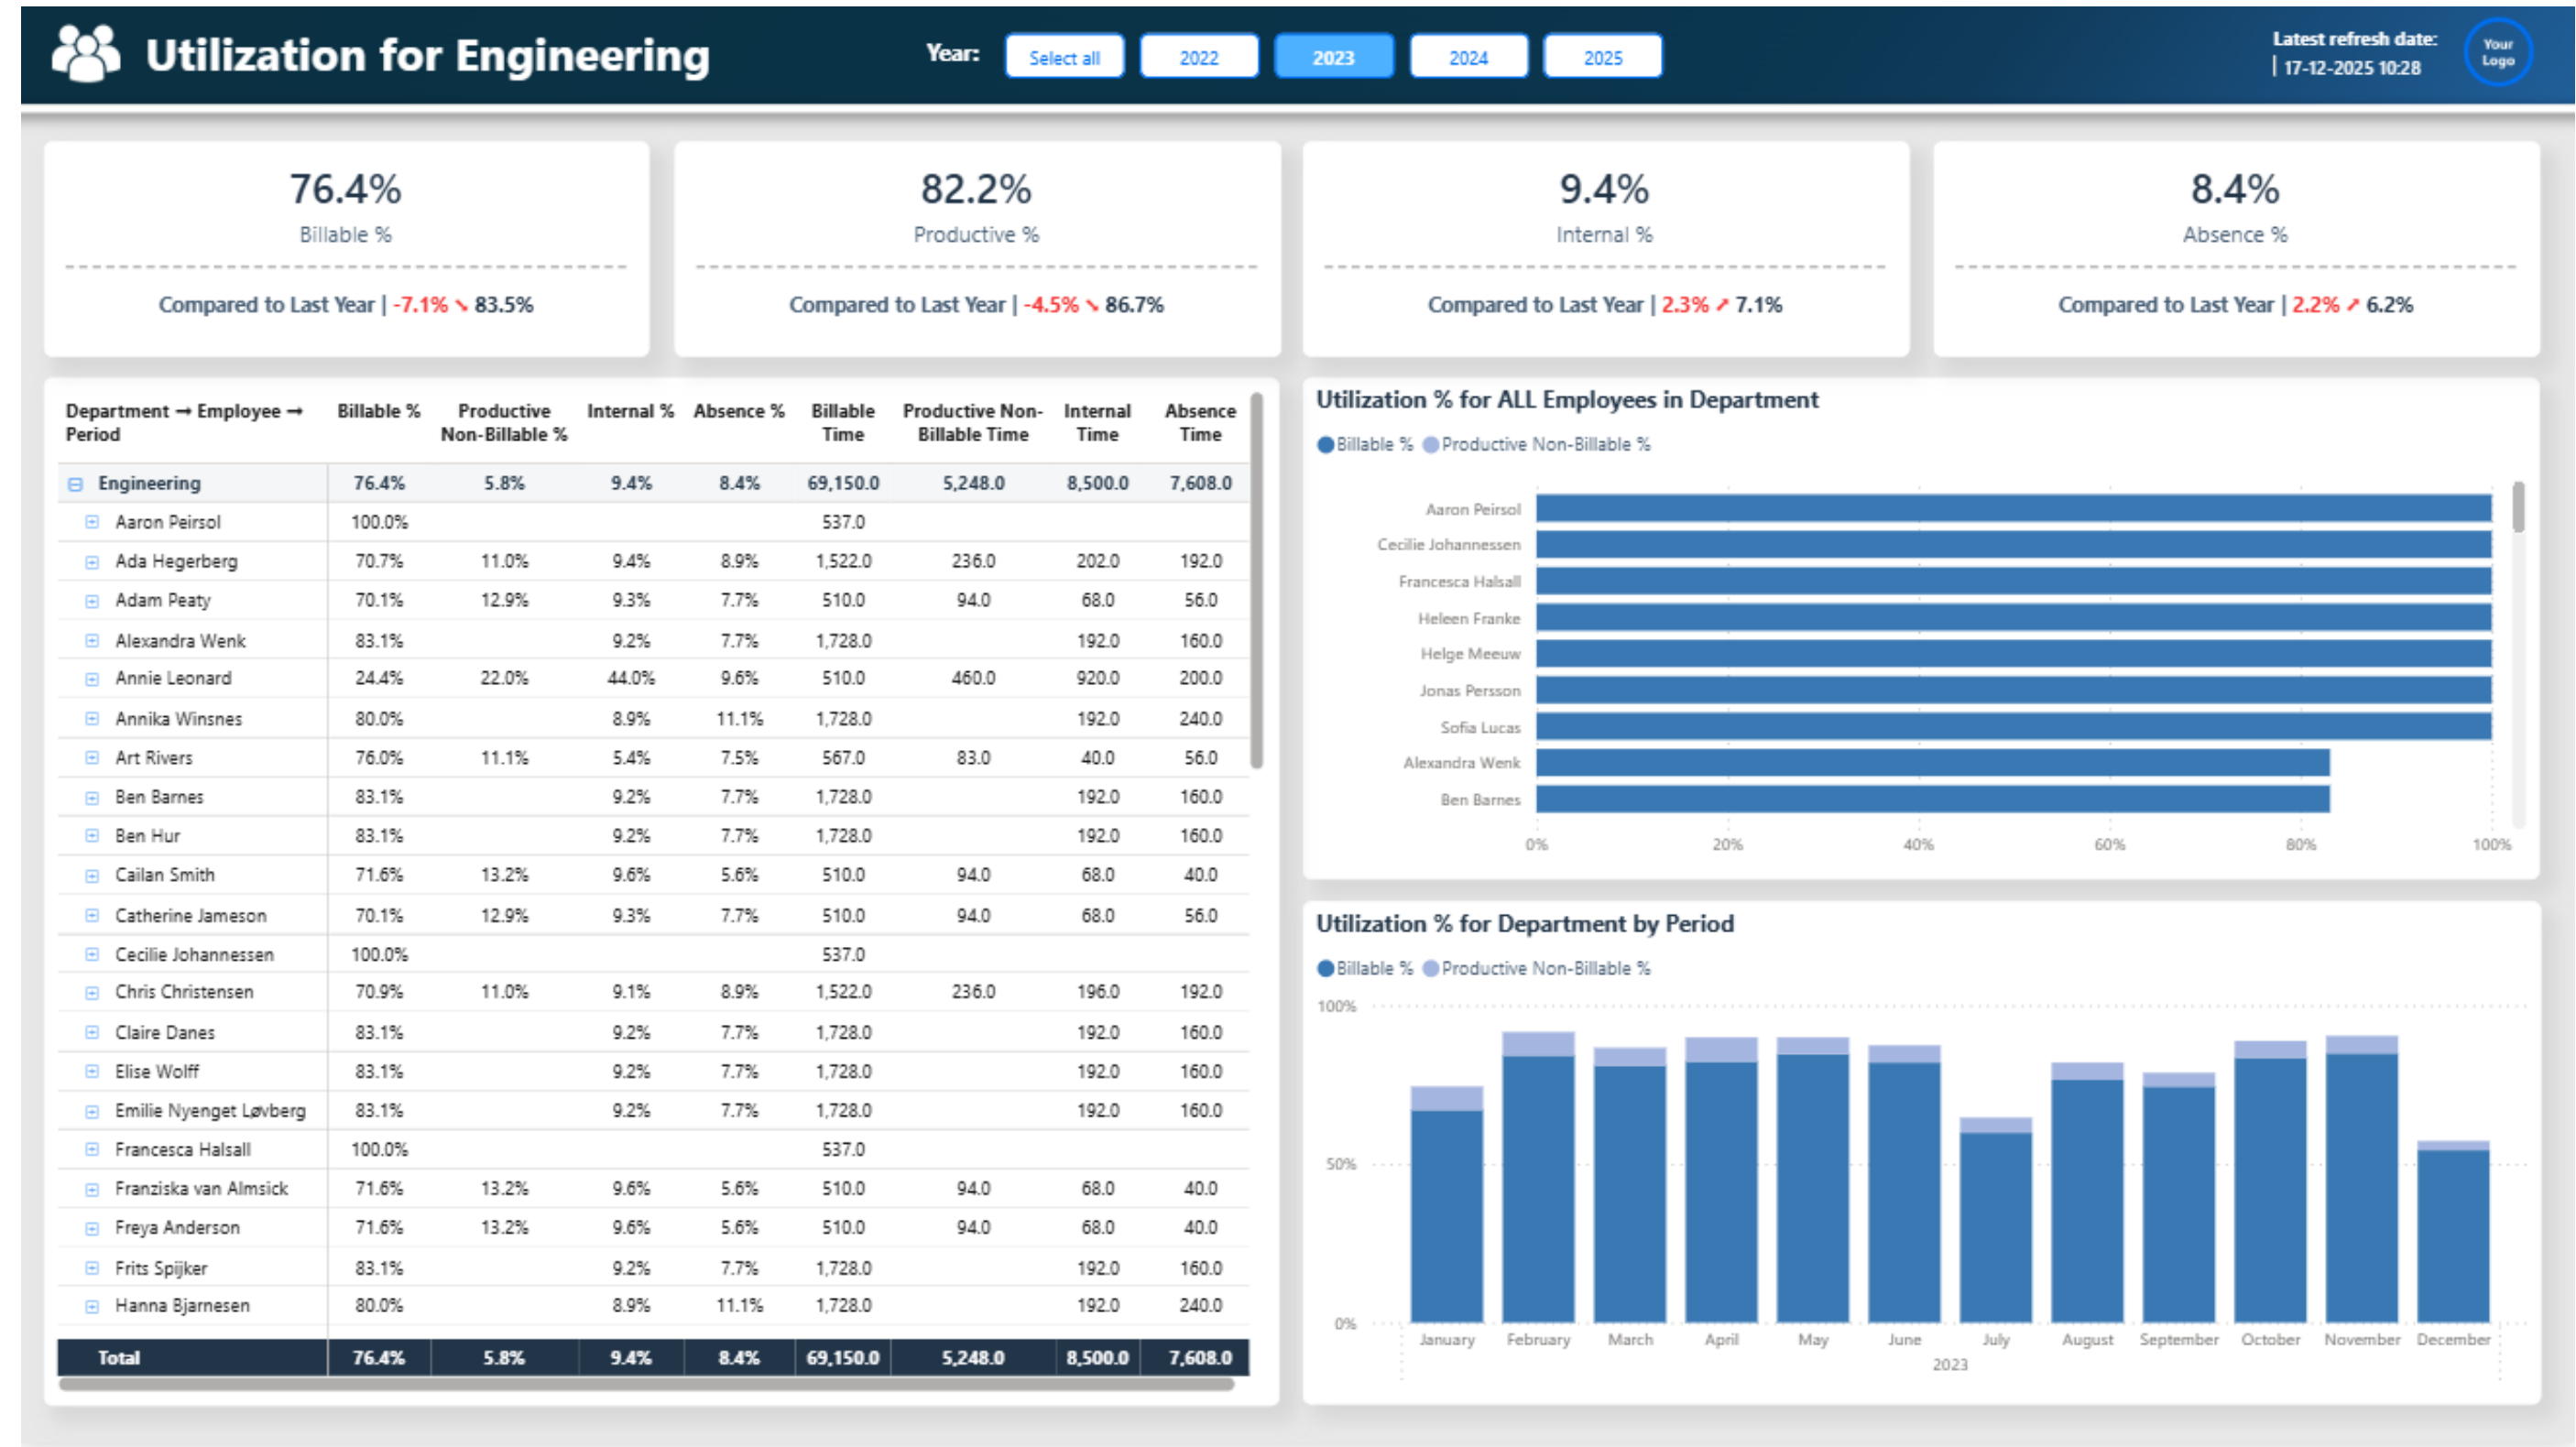 Utilization for Engineering
Year:
Select all
2022
2023
2024
2025
Latest refresh date:
17-12-2025 10:28
Your
Logo
76.4%
Billable %
Compared to Last Year | -7.1% ↘ 83.5%
82.2%
Productive %
Compared to Last Year | -4.5% ↘ 86.7%
9.4%
Internal %
Compared to Last Year | 2.3% ↗ 7.1%
8.4%
Absence %
Compared to Last Year | 2.2% ↗ 6.2%
Department → Employee → Period Billable % Productive Non-Billable % Internal % Absence % Billable Time Productive Non-Billable Time Internal Time Absence Time
Engineering 76.4% 5.8% 9.4% 8.4% 69,150.0 5,248.0 8,500.0 7,608.0
Aaron Peirsol 100.0% 537.0
Ada Hegerberg 70.7% 11.0% 9.4% 8.9% 1,522.0 236.0 202.0 192.0
Adam Peaty 70.1% 12.9% 9.3% 7.7% 510.0 94.0 68.0 56.0
Alexandra Wenk 83.1% 9.2% 7.7% 1,728.0 192.0 160.0
Annie Leonard 24.4% 22.0% 44.0% 9.6% 510.0 460.0 920.0 200.0
Annika Winsnes 80.0% 8.9% 11.1% 1,728.0 192.0 240.0
Art Rivers 76.0% 11.1% 5.4% 7.5% 567.0 83.0 40.0 56.0
Ben Barnes 83.1% 9.2% 7.7% 1,728.0 192.0 160.0
Ben Hur 83.1% 9.2% 7.7% 1,728.0 192.0 160.0
Cailan Smith 71.6% 13.2% 9.6% 5.6% 510.0 94.0 68.0 40.0
Catherine Jameson 70.1% 12.9% 9.3% 7.7% 510.0 94.0 68.0 56.0
Cecilie Johannessen 100.0% 537.0
Chris Christensen 70.9% 11.0% 9.1% 8.9% 1,522.0 236.0 196.0 192.0
Claire Danes 83.1% 9.2% 7.7% 1,728.0 192.0 160.0
Elise Wolff 83.1% 9.2% 7.7% 1,728.0 192.0 160.0
Emilie Nyenget Løvberg 83.1% 9.2% 7.7% 1,728.0 192.0 160.0
Francesca Halsall 100.0% 537.0
Franziska van Almsick 71.6% 13.2% 9.6% 5.6% 510.0 94.0 68.0 40.0
Freya Anderson 71.6% 13.2% 9.6% 5.6% 510.0 94.0 68.0 40.0
Frits Spijker 83.1% 9.2% 7.7% 1,728.0 192.0 160.0
Hanna Bjarnesen 80.0% 8.9% 11.1% 1,728.0 192.0 240.0
Total 76.4% 5.8% 9.4% 8.4% 69,150.0 5,248.0 8,500.0 7,608.0
Utilization % for ALL Employees in Department
Billable % Productive Non-Billable %
Aaron Peirsol
Cecilie Johannessen
Francesca Halsall
Heleen Franke
Helge Meeuw
Jonas Persson
Sofia Lucas
Alexandra Wenk
Ben Barnes
0% 20% 40% 60% 80% 100%
Utilization % for Department by Period
Billable % Productive Non-Billable %
100%
50%
0%
January February March April May June July August September October November December
2023